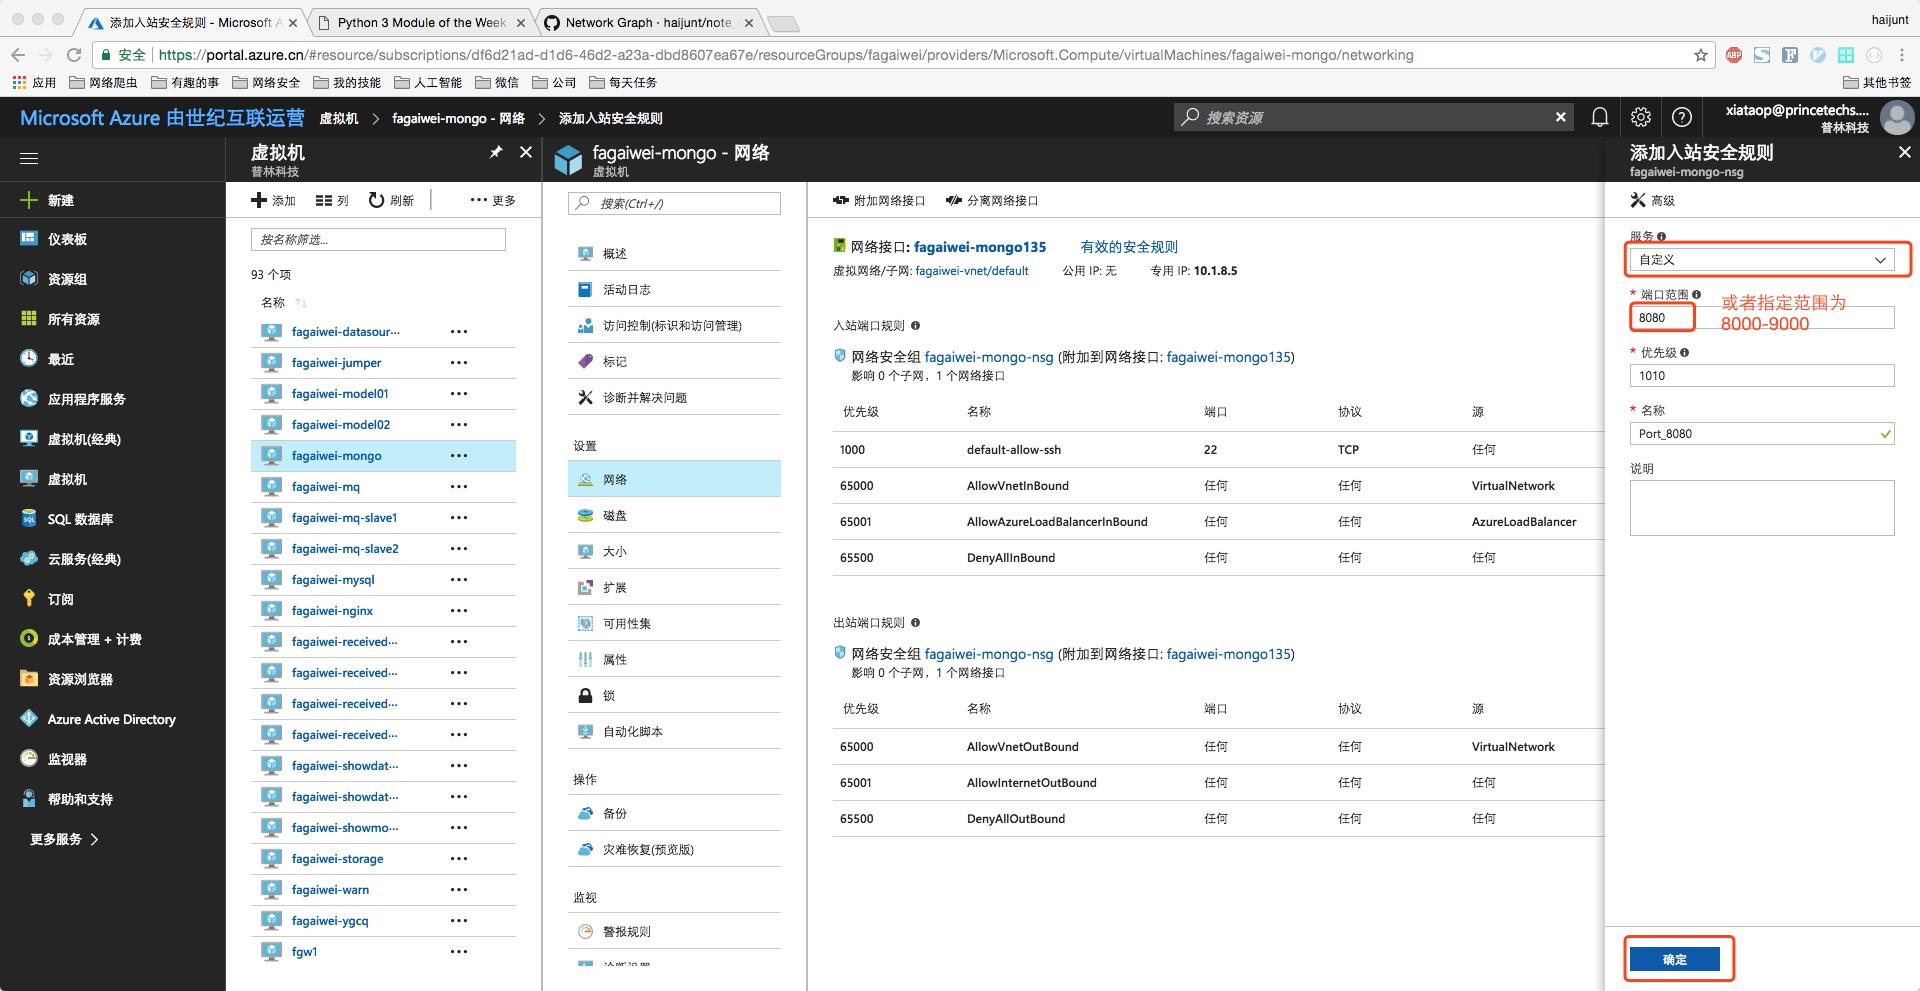 添加入站安全规则 - Microsoft A
Python 3 Module of the Week
Network Graph · haijunt/note_
haijunt
安全
https://portal.azure.cn/#resource/subscriptions/df6d21ad-d1d6-46d2-a23a-dbd8607ea67e/resourceGroups/fagaiwei/providers/Microsoft.Compute/virtualMachines/fagaiwei-mongo/networking
应用 网络爬虫 有趣的事 网络安全 我的技能 人工智能 微信 公司 每天任务 其他书签
Microsoft Azure 由世纪互联运营 虚拟机 > fagaiwei-mongo - 网络 > 添加入站安全规则
搜索资源
xiataop@princetechs....
普林科技
新建
仪表板
资源组
所有资源
最近
应用程序服务
虚拟机(经典)
虚拟机
SQL 数据库
云服务(经典)
订阅
成本管理 + 计费
资源浏览器
Azure Active Directory
监视器
帮助和支持
更多服务 >
虚拟机
普林科技
添加 列 刷新 ··· 更多
按名称筛选...
93 个项
名称
fagaiwei-datasour···
fagaiwei-jumper
fagaiwei-model01
fagaiwei-model02
fagaiwei-mongo
fagaiwei-mq
fagaiwei-mq-slave1
fagaiwei-mq-slave2
fagaiwei-mysql
fagaiwei-nginx
fagaiwei-received···
fagaiwei-received···
fagaiwei-received···
fagaiwei-received···
fagaiwei-showdat···
fagaiwei-showdat···
fagaiwei-showmo···
fagaiwei-storage
fagaiwei-warn
fagaiwei-ygcq
fgw1
fagaiwei-mongo - 网络
虚拟机
搜索(Ctrl+/)
概述
活动日志
访问控制(标识和访问管理)
标记
诊断并解决问题
设置
网络
磁盘
大小
扩展
可用性集
属性
锁
自动化脚本
操作
备份
灾难恢复(预览版)
监视
警报规则
诊断设置
附加网络接口 分离网络接口
网络接口: fagaiwei-mongo135 有效的安全规则
虚拟网络/子网: fagaiwei-vnet/default 公用 IP: 无 专用 IP: 10.1.8.5
入站端口规则
网络安全组 fagaiwei-mongo-nsg (附加到网络接口: fagaiwei-mongo135)
影响 0 个子网，1 个网络接口
优先级 名称 端口 协议 源
1000 default-allow-ssh 22 TCP 任何
65000 AllowVnetInBound 任何 任何 VirtualNetwork
65001 AllowAzureLoadBalancerInBound 任何 任何 AzureLoadBalancer
65500 DenyAllInBound 任何 任何 任何
出站端口规则
网络安全组 fagaiwei-mongo-nsg (附加到网络接口: fagaiwei-mongo135)
影响 0 个子网，1 个网络接口
优先级 名称 端口 协议 源
65000 AllowVnetOutBound 任何 任何 VirtualNetwork
65001 AllowInternetOutBound 任何 任何 任何
65500 DenyAllOutBound 任何 任何 任何
添加入站安全规则
fagaiwei-mongo-nsg
高级
服务
自定义
* 端口范围
8080
或者指定范围为
8000-9000
* 优先级
1010
* 名称
Port_8080
说明
确定